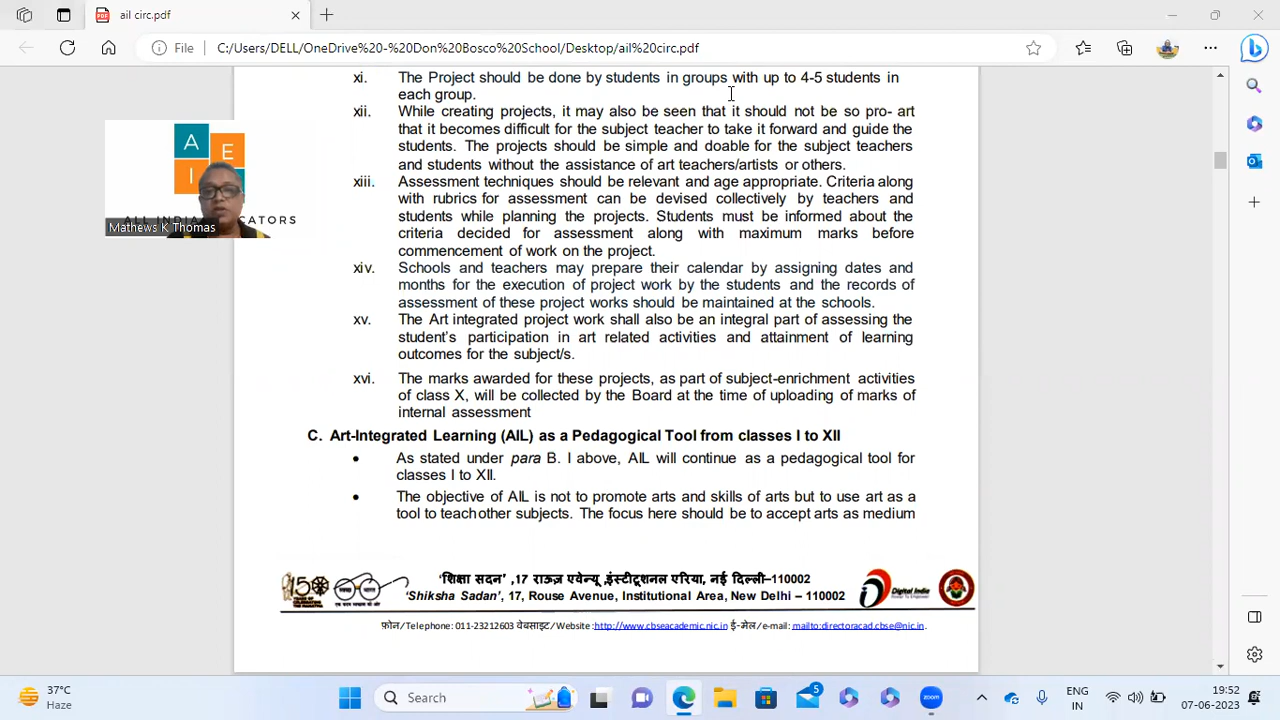 ail circ.pdf
File
C:/Users/DELL/OneDrive%20-%20Don%20Bosco%20School/Desktop/ail%20circ.pdf
xi. The Project should be done by students in groups with up to 4-5 students in
each group.
xii. While creating projects, it may also be seen that it should not be so pro- art
that it becomes difficult for the subject teacher to take it forward and guide the
students. The projects should be simple and doable for the subject teachers
and students without the assistance of art teachers/artists or others.
xiii. Assessment techniques should be relevant and age appropriate. Criteria along
with rubrics for assessment can be devised collectively by teachers and
students while planning the projects. Students must be informed about the
criteria decided for assessment along with maximum marks before
commencement of work on the project.
xiv. Schools and teachers may prepare their calendar by assigning dates and
months for the execution of project work by the students and the records of
assessment of these project works should be maintained at the schools.
xv. The Art integrated project work shall also be an integral part of assessing the
student's participation in art related activities and attainment of learning
outcomes for the subject/s.
xvi. The marks awarded for these projects, as part of subject-enrichment activities
of class X, will be collected by the Board at the time of uploading of marks of
internal assessment
C. Art-Integrated Learning (AIL) as a Pedagogical Tool from classes I to XII
• As stated under para B. I above, AIL will continue as a pedagogical tool for
classes I to XII.
• The objective of AIL is not to promote arts and skills of arts but to use art as a
tool to teach other subjects. The focus here should be to accept arts as medium
A
E
I
ALL INDI CATORS
Mathews K Thomas
150
Digital India
'शिक्षा सदन' ,17 राऊज़ एवेन्यू ,इंस्टीटूशनल एरिया, नई दिल्ली–110002
'Shiksha Sadan', 17, Rouse Avenue, Institutional Area, New Delhi – 110002
फ़ोन/Telephone: 011-23212603 वेबसाइट/Website :http://www.cbseacademic.nic.in ई-मेल/e-mail: mailto:directoracad.cbse@nic.in.
37°C
Haze
Search
5
zoom
ENG
IN
19:52
07-06-2023